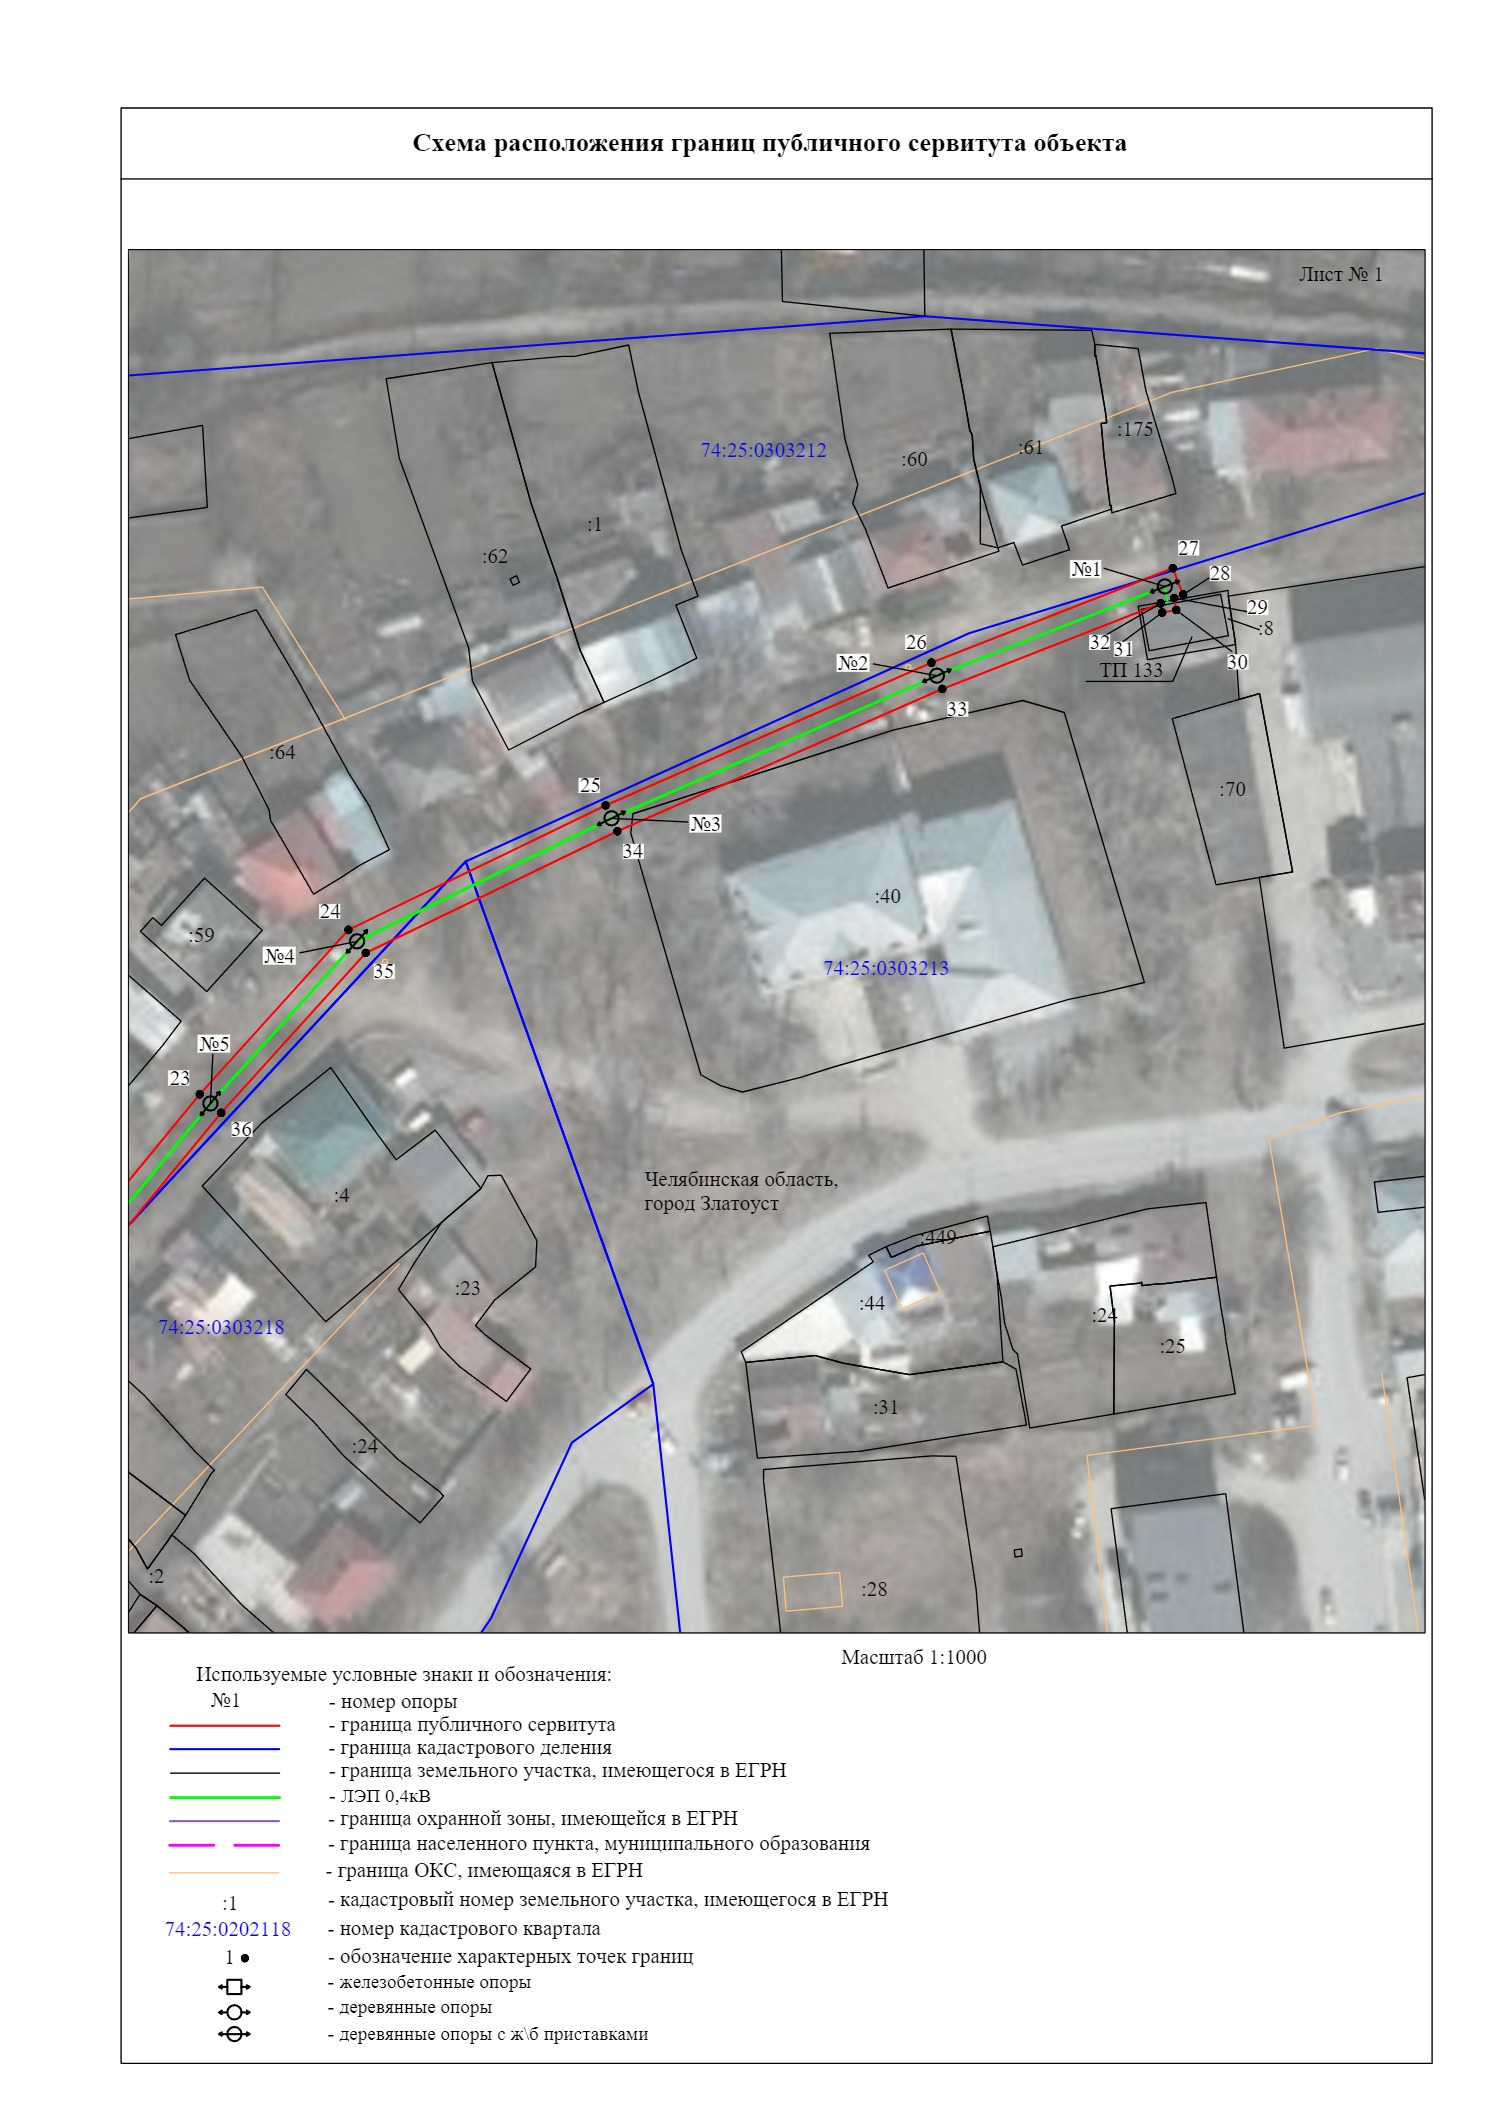 Схема расположения границ публичного сервитута объекта
Лист № 1
:175
:61
74:25:0303212
:60
:1
:62
27
№1
28
29
:8
32
31
30
ТП 133
26
№2
33
:64
25
№3
34
:70
:40
24
:59
№4
35
74:25:0303213
№5
23
36
Челябинская область,
город Златоуст
:4
:449
:23
:44
:24
74:25:0303218
:25
:31
:24
:2
:28
Масштаб 1:1000
Используемые условные знаки и обозначения:
№1 - номер опоры
- граница публичного сервитута
- граница кадастрового деления
- граница земельного участка, имеющегося в ЕГРН
- ЛЭП 0,4кВ
- граница охранной зоны, имеющейся в ЕГРН
- граница населенного пункта, муниципального образования
- граница ОКС, имеющаяся в ЕГРН
:1 - кадастровый номер земельного участка, имеющегося в ЕГРН
74:25:0202118 - номер кадастрового квартала
1 - обозначение характерных точек границ
- железобетонные опоры
- деревянные опоры
- деревянные опоры с ж\б приставками